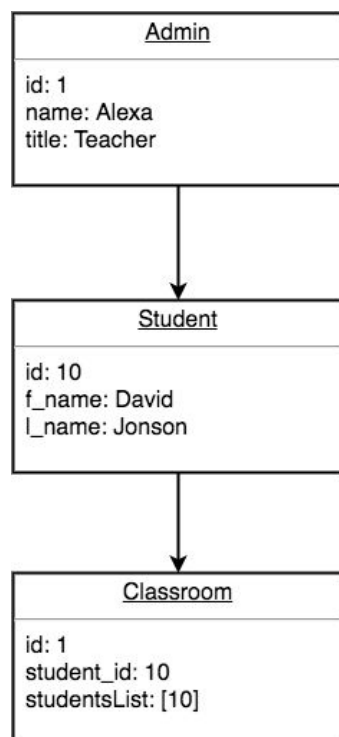 Admin
id: 1
name: Alexa
title: Teacher
Student
id: 10
f_name: David
l_name: Jonson
Classroom
id: 1
student_id: 10
studentsList: [10]